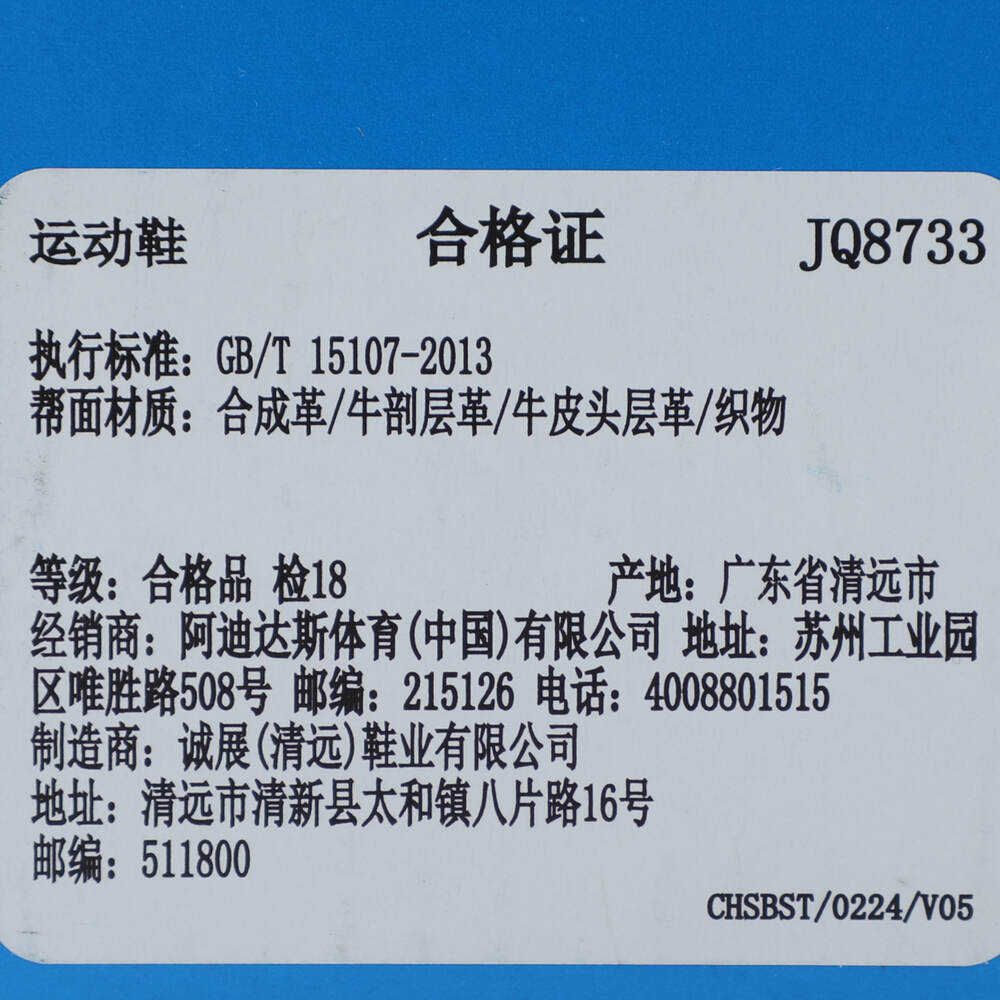 运动鞋 合格证 JQ8733
执行标准：GB/T 15107-2013
帮面材质：合成革/牛剖层革/牛皮头层革/织物
等级：合格品 检18 产地：广东省清远市
经销商：阿迪达斯体育(中国)有限公司 地址：苏州工业园
区唯胜路508号 邮编：215126 电话：4008801515
制造商：诚展(清远)鞋业有限公司
地址：清远市清新县太和镇八片路16号
邮编：511800
CHSBST/0224/V05